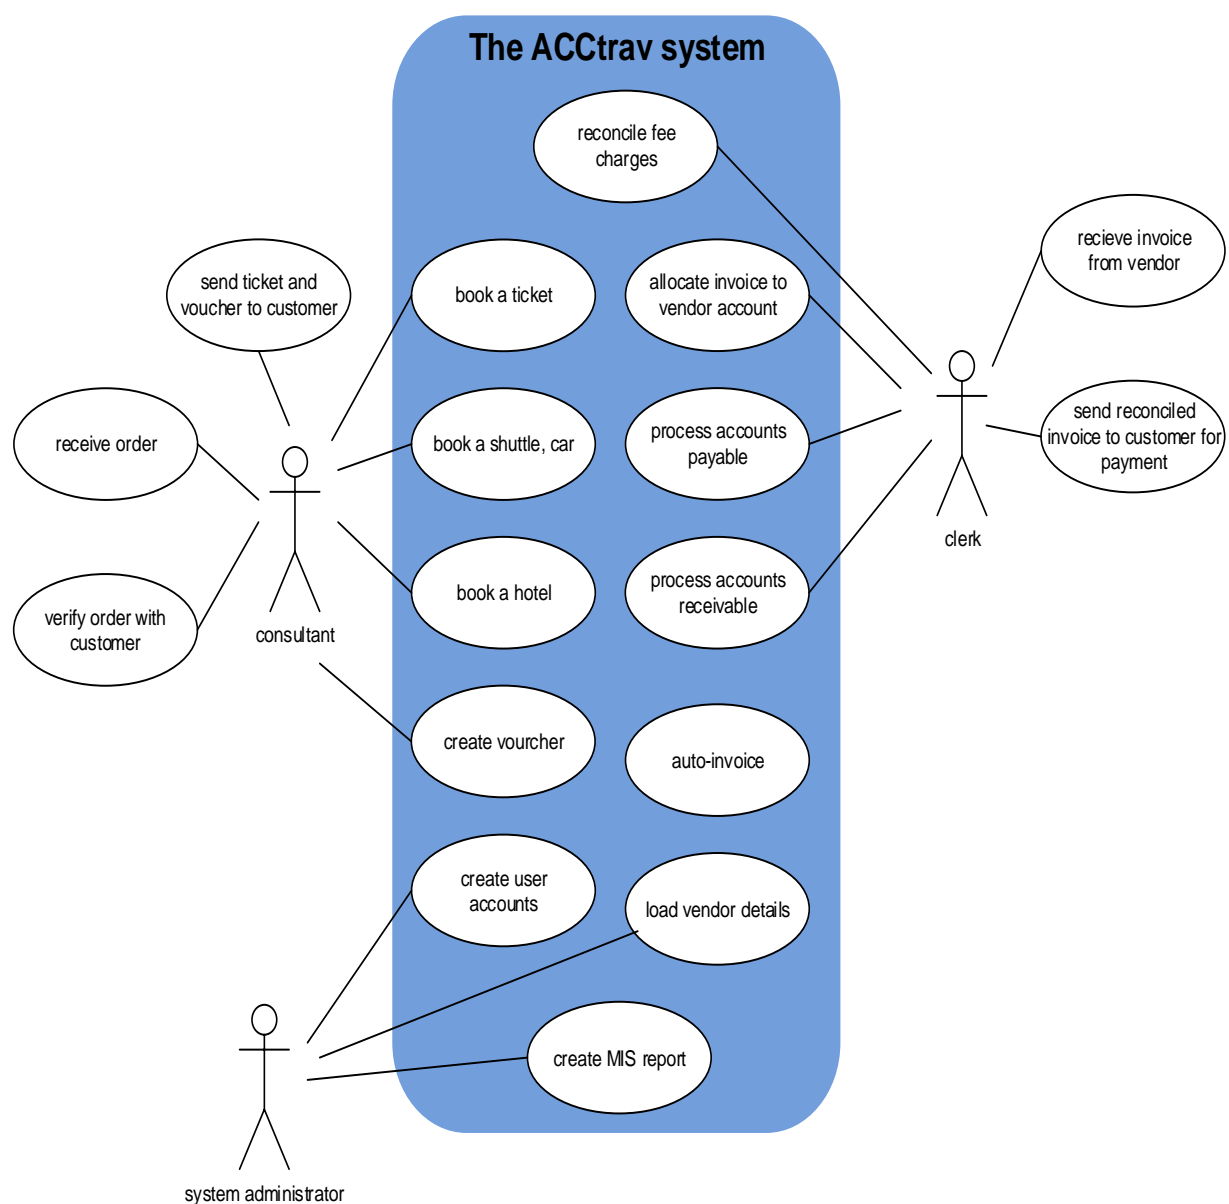 The ACCtrav system
reconcile fee
charges
recieve invoice
from vendor
send ticket and
voucher to customer
book a ticket
allocate invoice to
vendor account
receive order
book a shuttle, car
process accounts
payable
send reconciled
invoice to customer for
payment
clerk
verify order with
customer
consultant
book a hotel
process accounts
receivable
create vourcher
auto-invoice
create user
accounts
load vendor details
create MIS report
system administrator